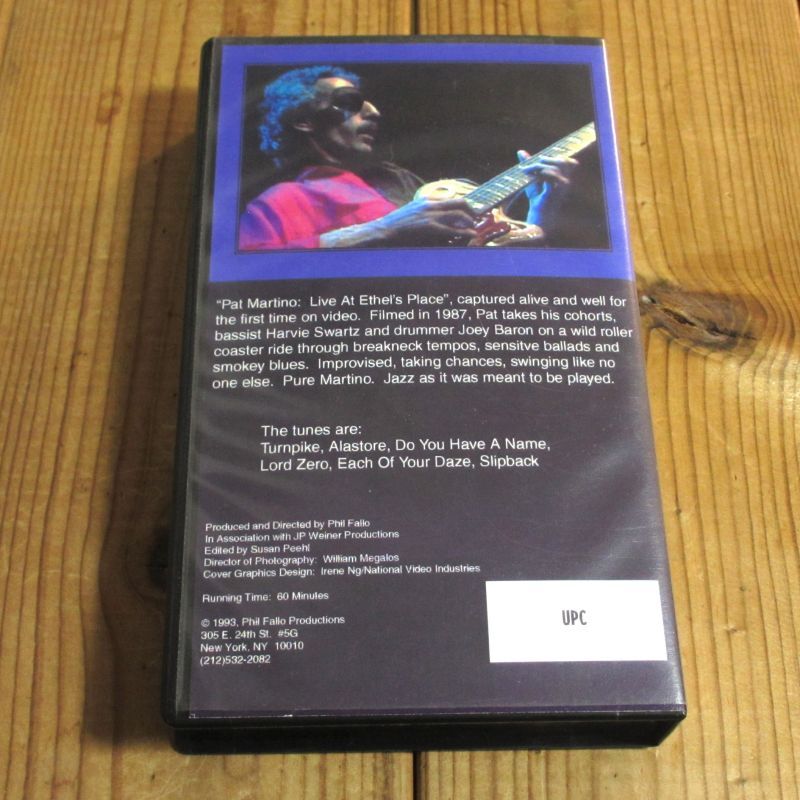 "Pat Martino: Live At Ethel's Place", captured alive and well for
the first time on video. Filmed in 1987, Pat takes his cohorts,
bassist Harvie Swartz and drummer Joey Baron on a wild roller
coaster ride through breakneck tempos, sensitve ballads and
smokey blues. Improvised, taking chances, swinging like no
one else. Pure Martino. Jazz as it was meant to be played.
The tunes are:
Turnpike, Alastore, Do You Have A Name,
Lord Zero, Each Of Your Daze, Slipback
Produced and Directed by Phil Fallo
In Association with JP Weiner Productions
Edited by Susan Peehl
Director of Photography: William Megalos
Cover Graphics Design: Irene Ng/National Video Industries
Running Time: 60 Minutes
© 1993, Phil Fallo Productions
305 E. 24th St. #5G
New York, NY 10010
(212)532-2082
UPC